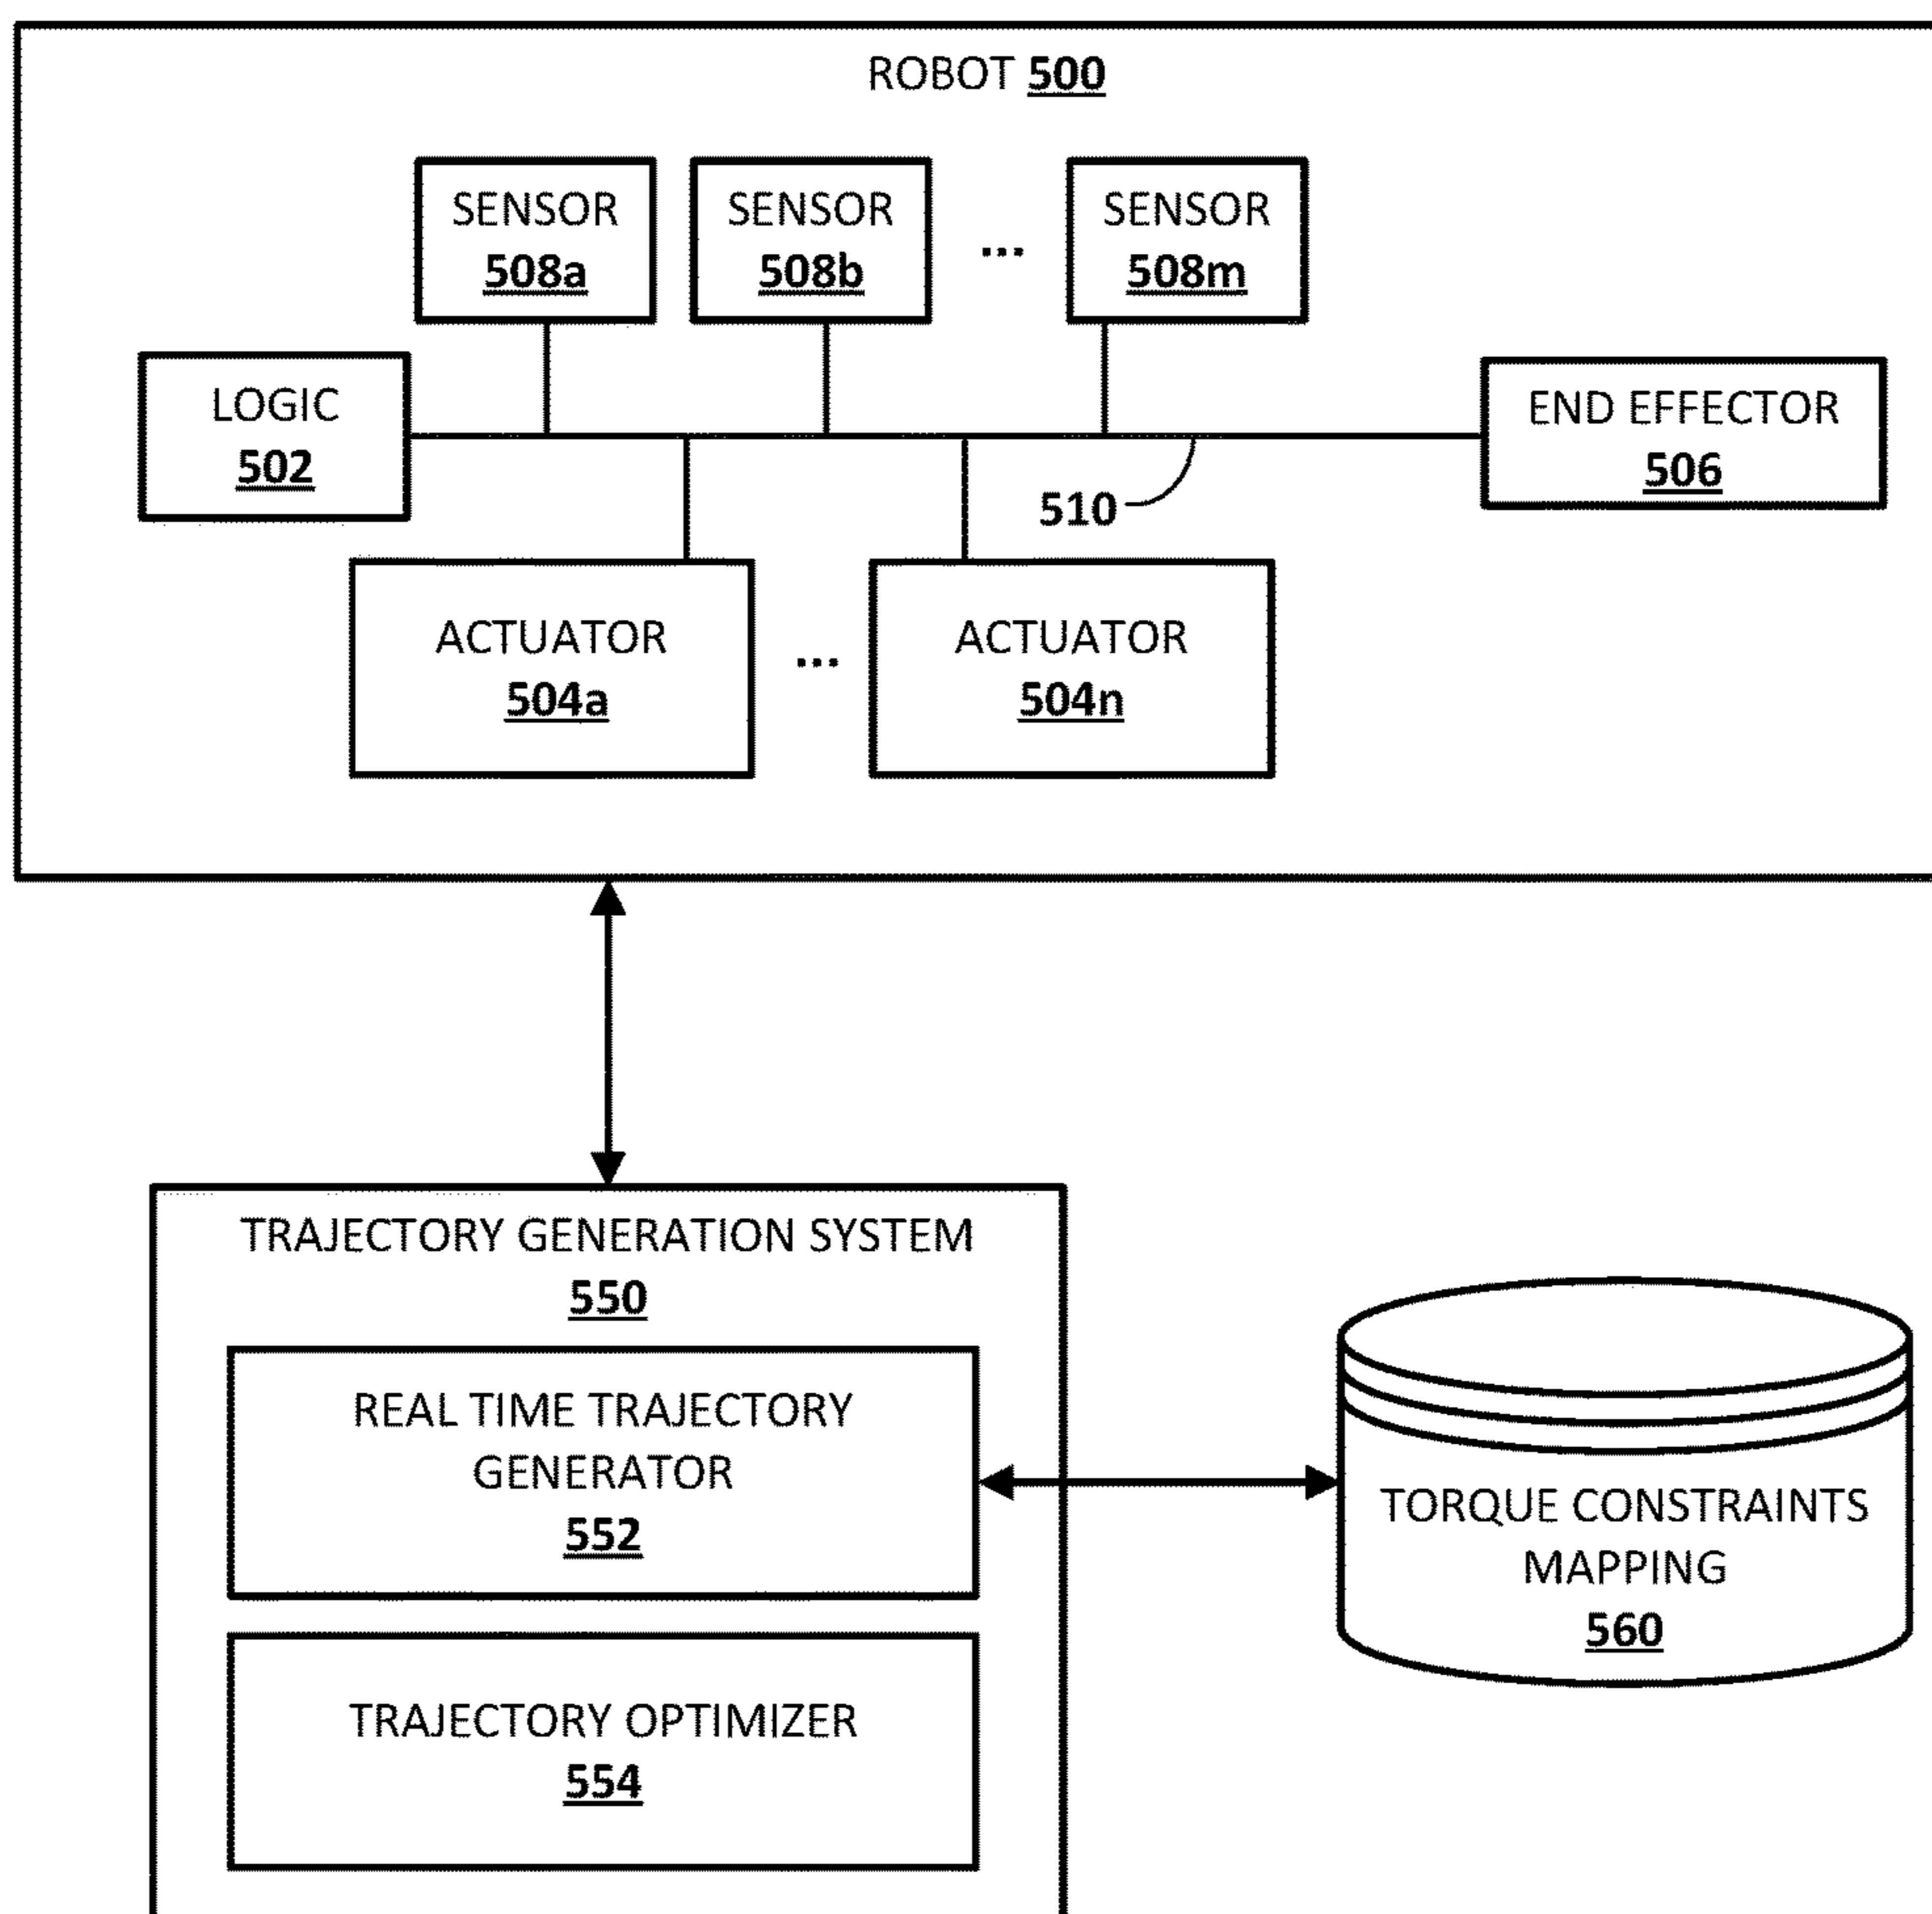 ROBOT 500
SENSOR
508a
SENSOR
508b
...
SENSOR
508m
LOGIC
502
END EFFECTOR
506
510
ACTUATOR
504a
...
ACTUATOR
504n
TRAJECTORY GENERATION SYSTEM
550
REAL TIME TRAJECTORY
GENERATOR
552
TRAJECTORY OPTIMIZER
554
TORQUE CONSTRAINTS
MAPPING
560